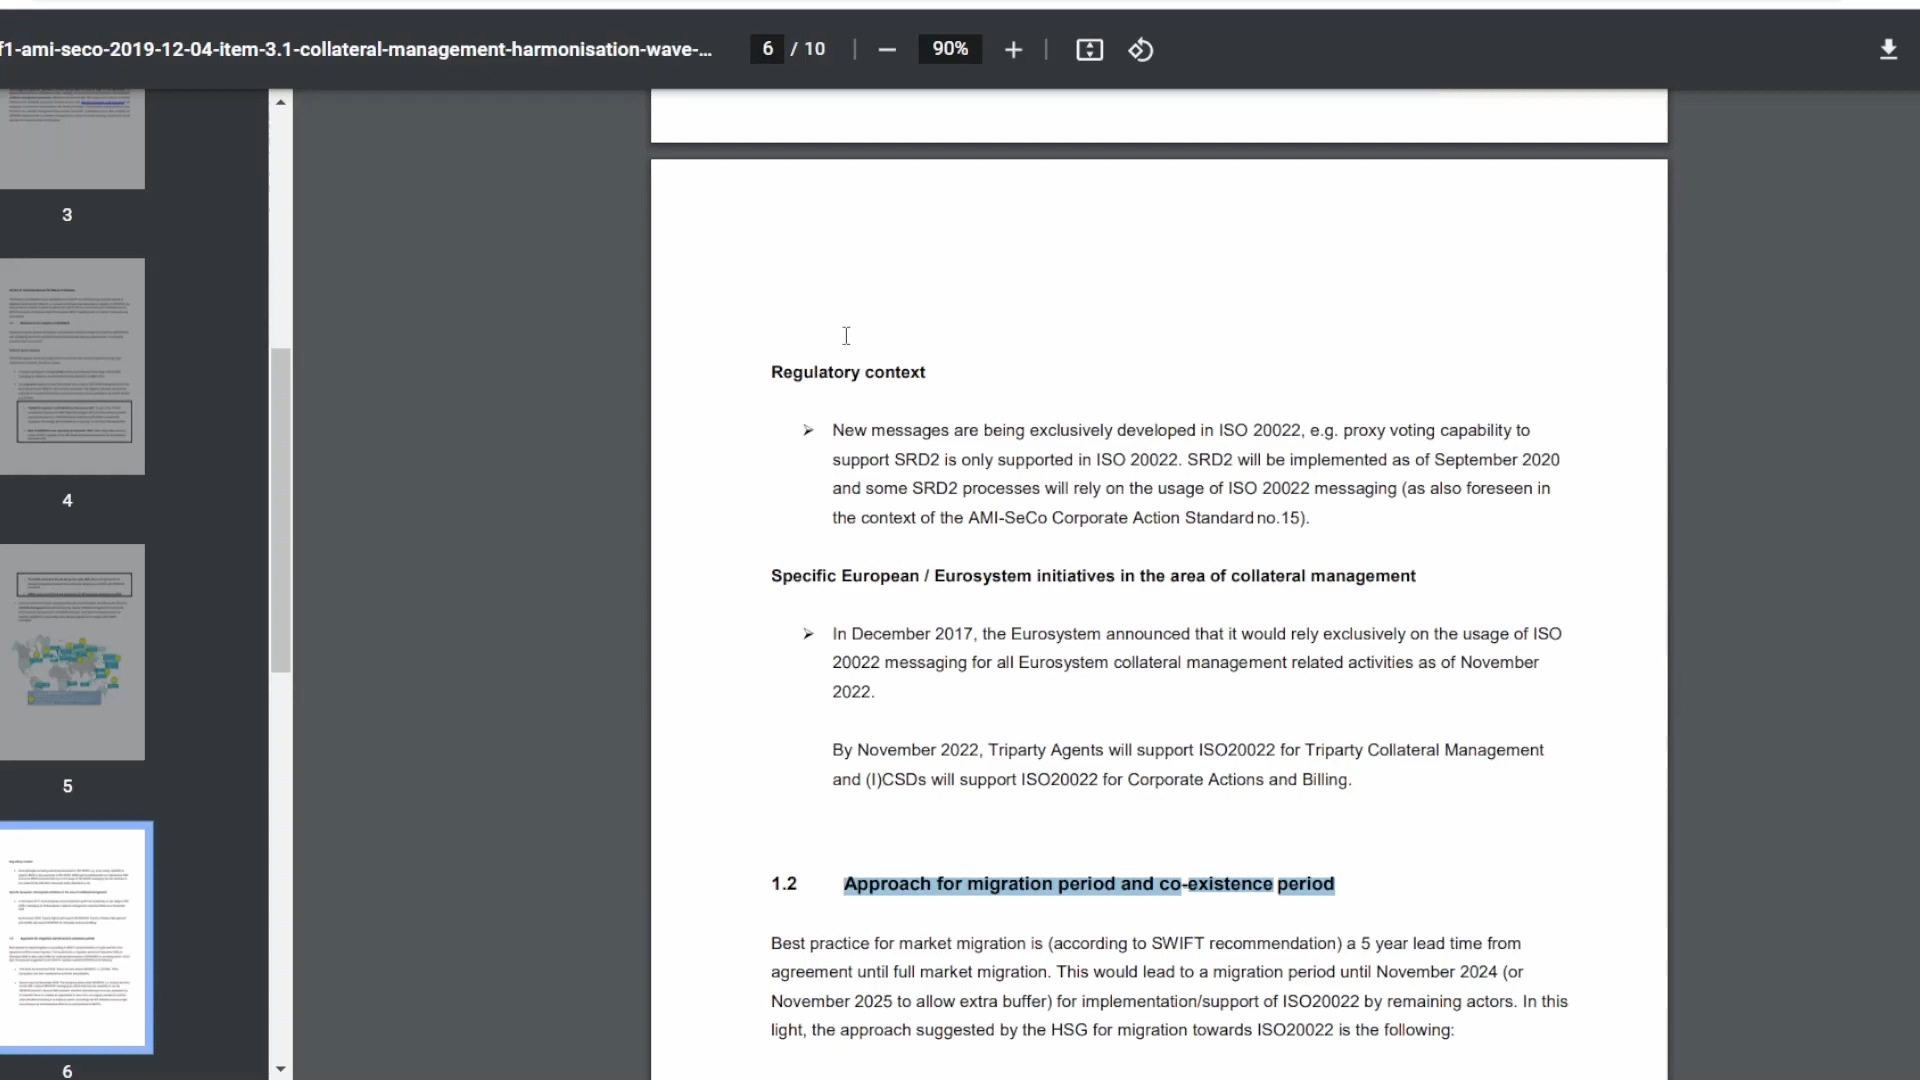 f1-ami-seco-2019-12-04-item-3.1-collateral-management-harmonisation-wave-...
6 / 10
90%
3
4
5
6
Regulatory context
➢ New messages are being exclusively developed in ISO 20022, e.g. proxy voting capability to
support SRD2 is only supported in ISO 20022. SRD2 will be implemented as of September 2020
and some SRD2 processes will rely on the usage of ISO 20022 messaging (as also foreseen in
the context of the AMI-SeCo Corporate Action Standard no.15).
Specific European / Eurosystem initiatives in the area of collateral management
➢ In December 2017, the Eurosystem announced that it would rely exclusively on the usage of ISO
20022 messaging for all Eurosystem collateral management related activities as of November
2022.
By November 2022, Triparty Agents will support ISO20022 for Triparty Collateral Management
and (I)CSDs will support ISO20022 for Corporate Actions and Billing.
1.2 Approach for migration period and co-existence period
Best practice for market migration is (according to SWIFT recommendation) a 5 year lead time from
agreement until full market migration. This would lead to a migration period until November 2024 (or
November 2025 to allow extra buffer) for implementation/support of ISO20022 by remaining actors. In this
light, the approach suggested by the HSG for migration towards ISO20022 is the following: